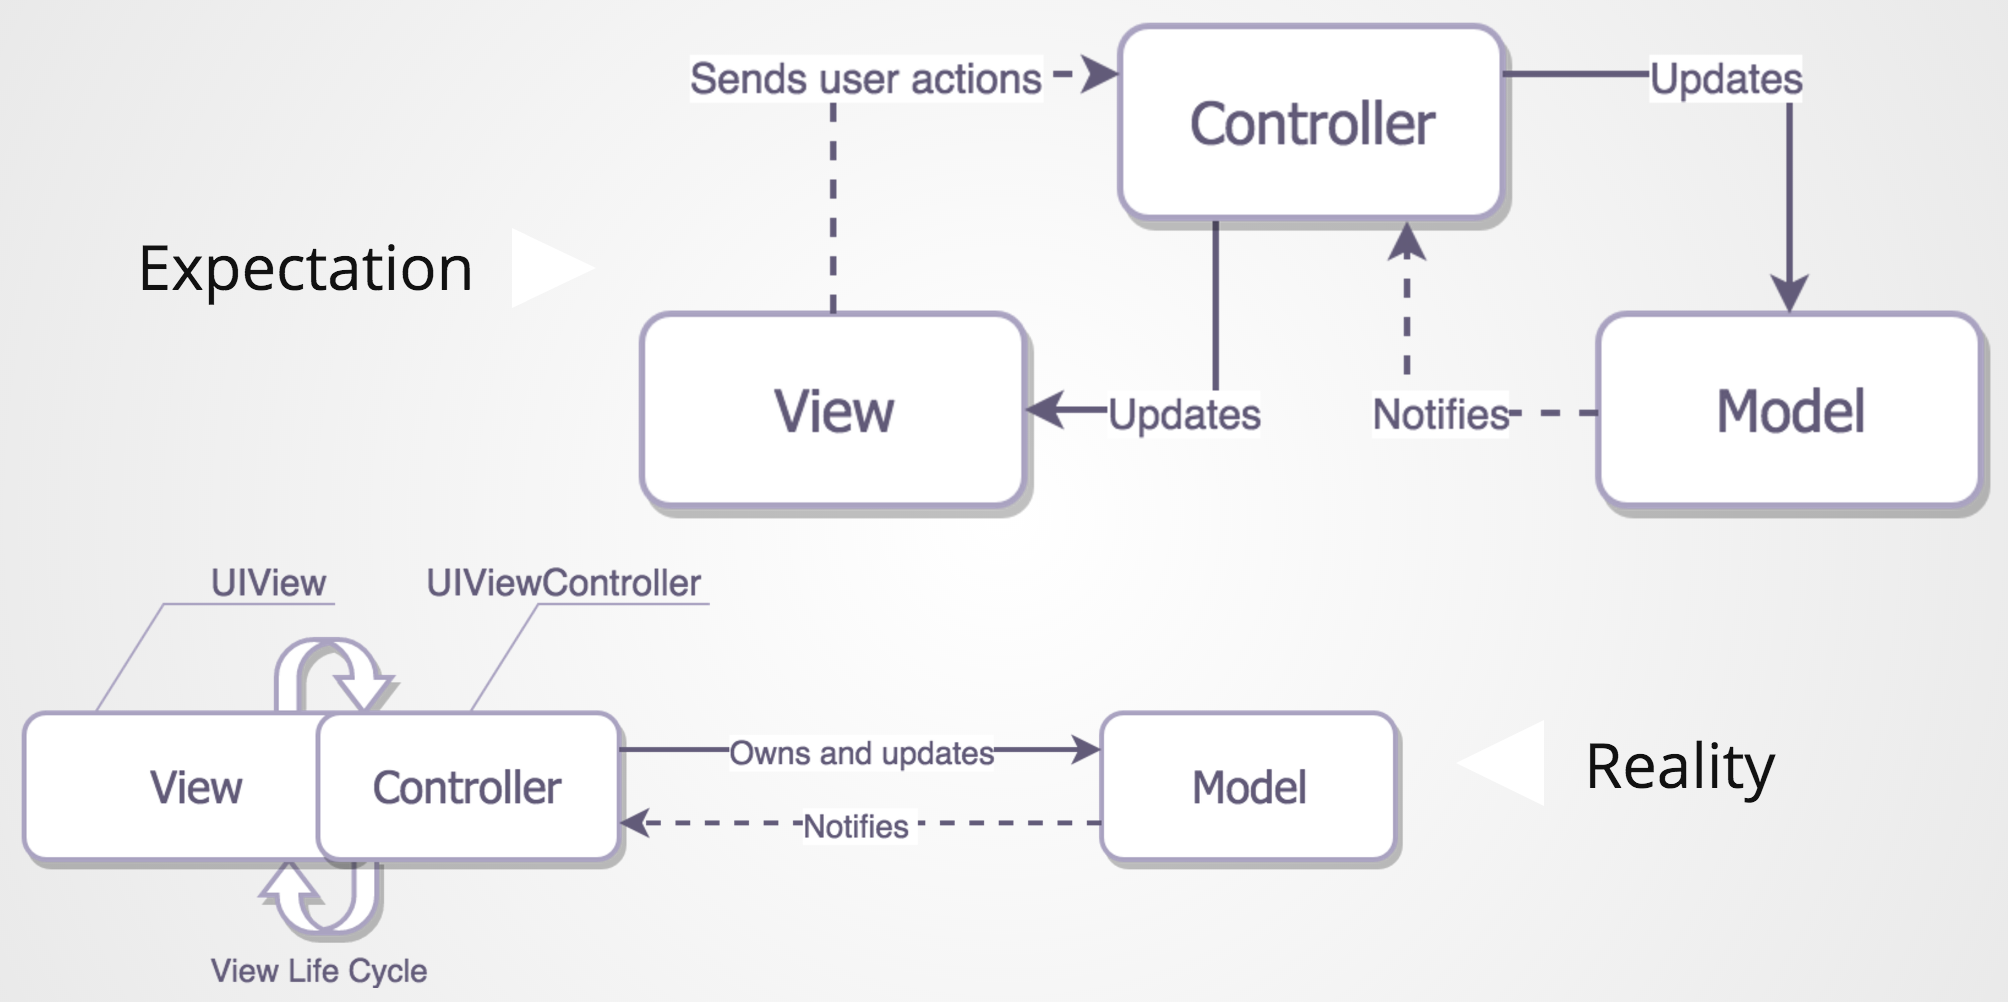 Sends user actions
Controller
Updates
Expectation
View
Updates
Notifies
Model
UIView
UIViewController
View
Controller
Owns and updates
Notifies
Model
Reality
View Life Cycle